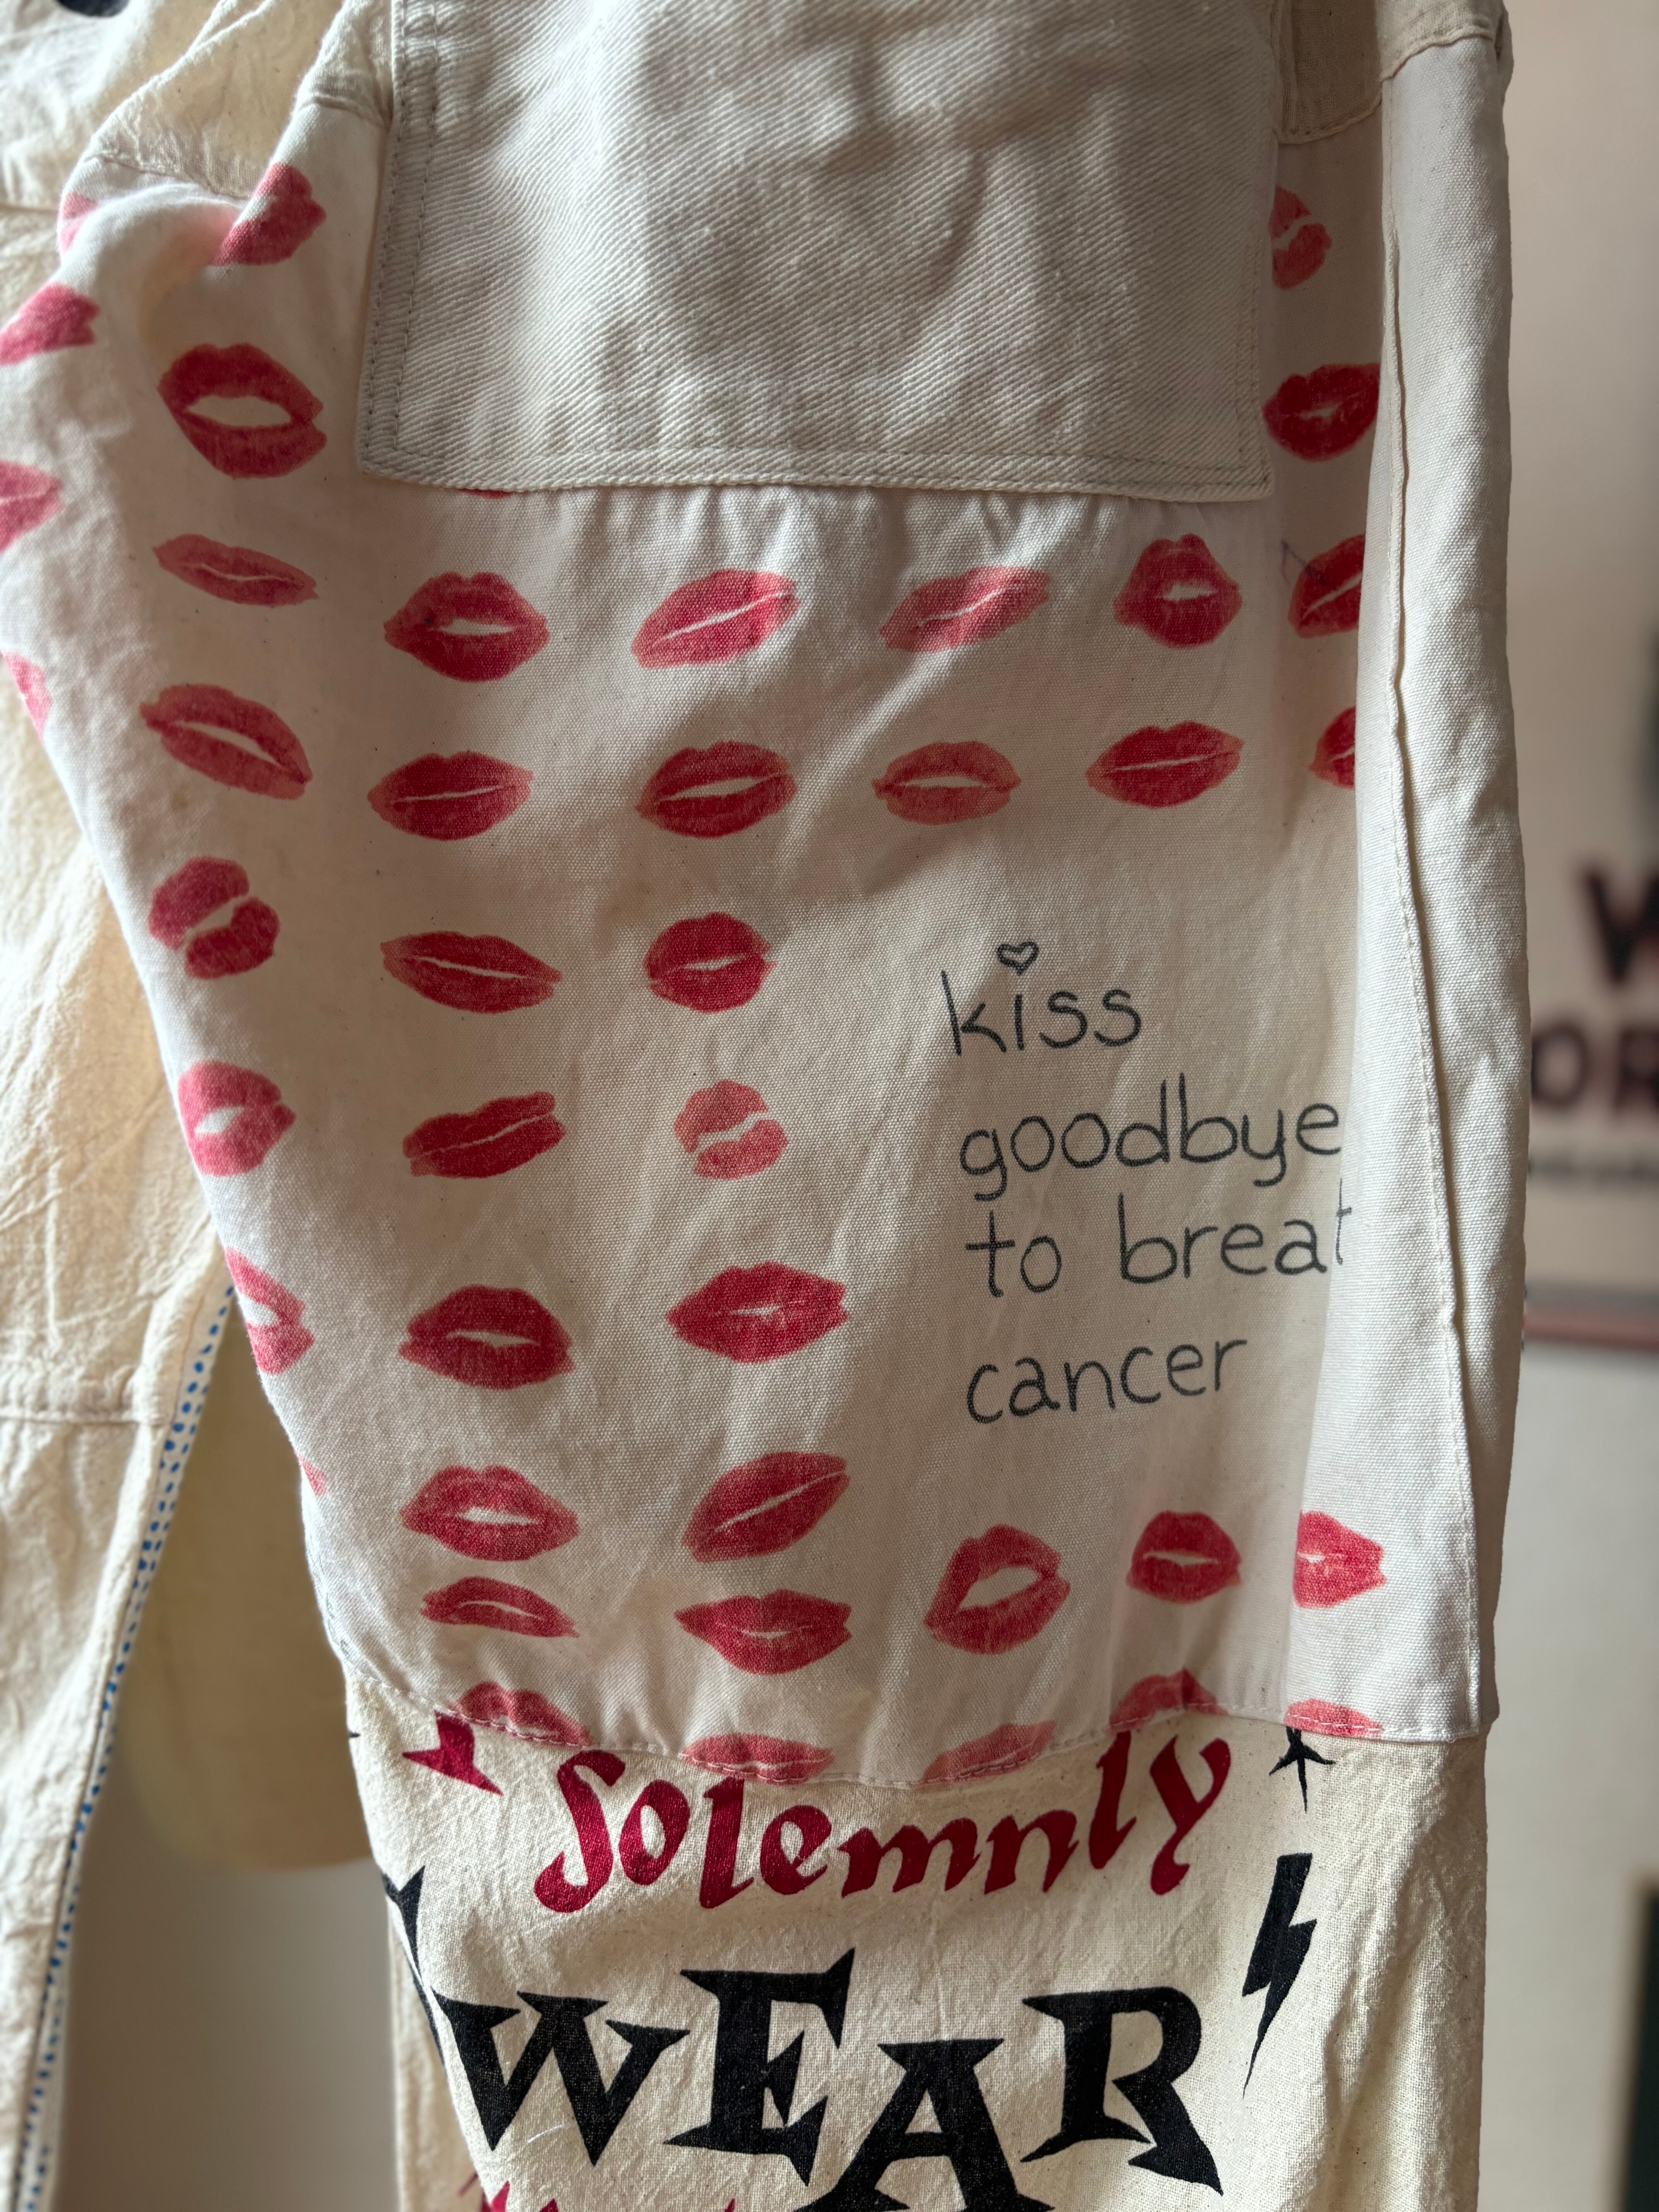 kiss
goodbye
to breat
cancer
Solemnly
WEAR